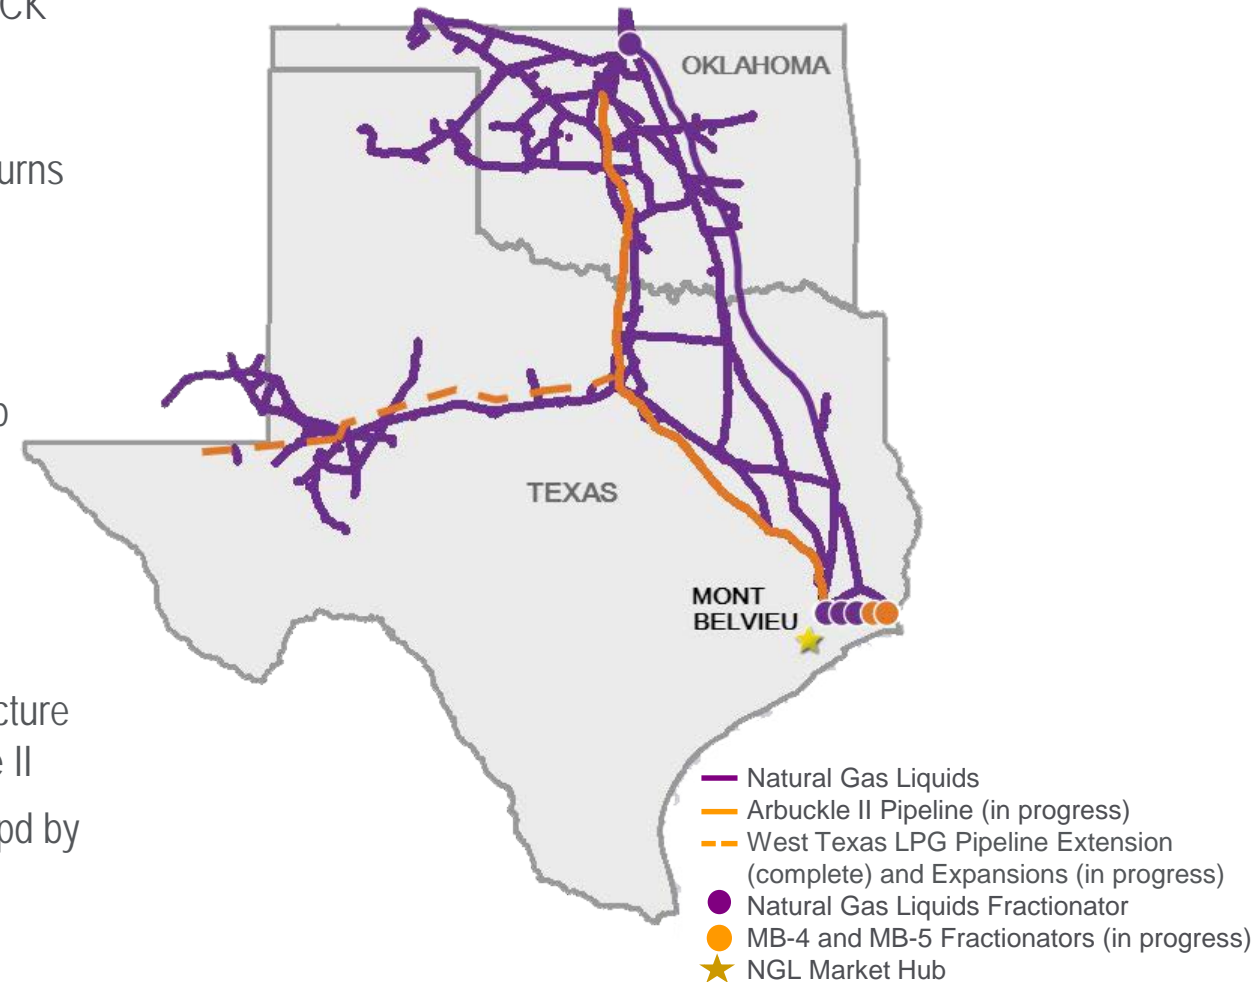 CK
urns
cture
e II
pd by
OKLAHOMA
TEXAS
MONT
BELVIEU
Natural Gas Liquids
Arbuckle II Pipeline (in progress)
West Texas LPG Pipeline Extension
(complete) and Expansions (in progress)
Natural Gas Liquids Fractionator
MB-4 and MB-5 Fractionators (in progress)
NGL Market Hub